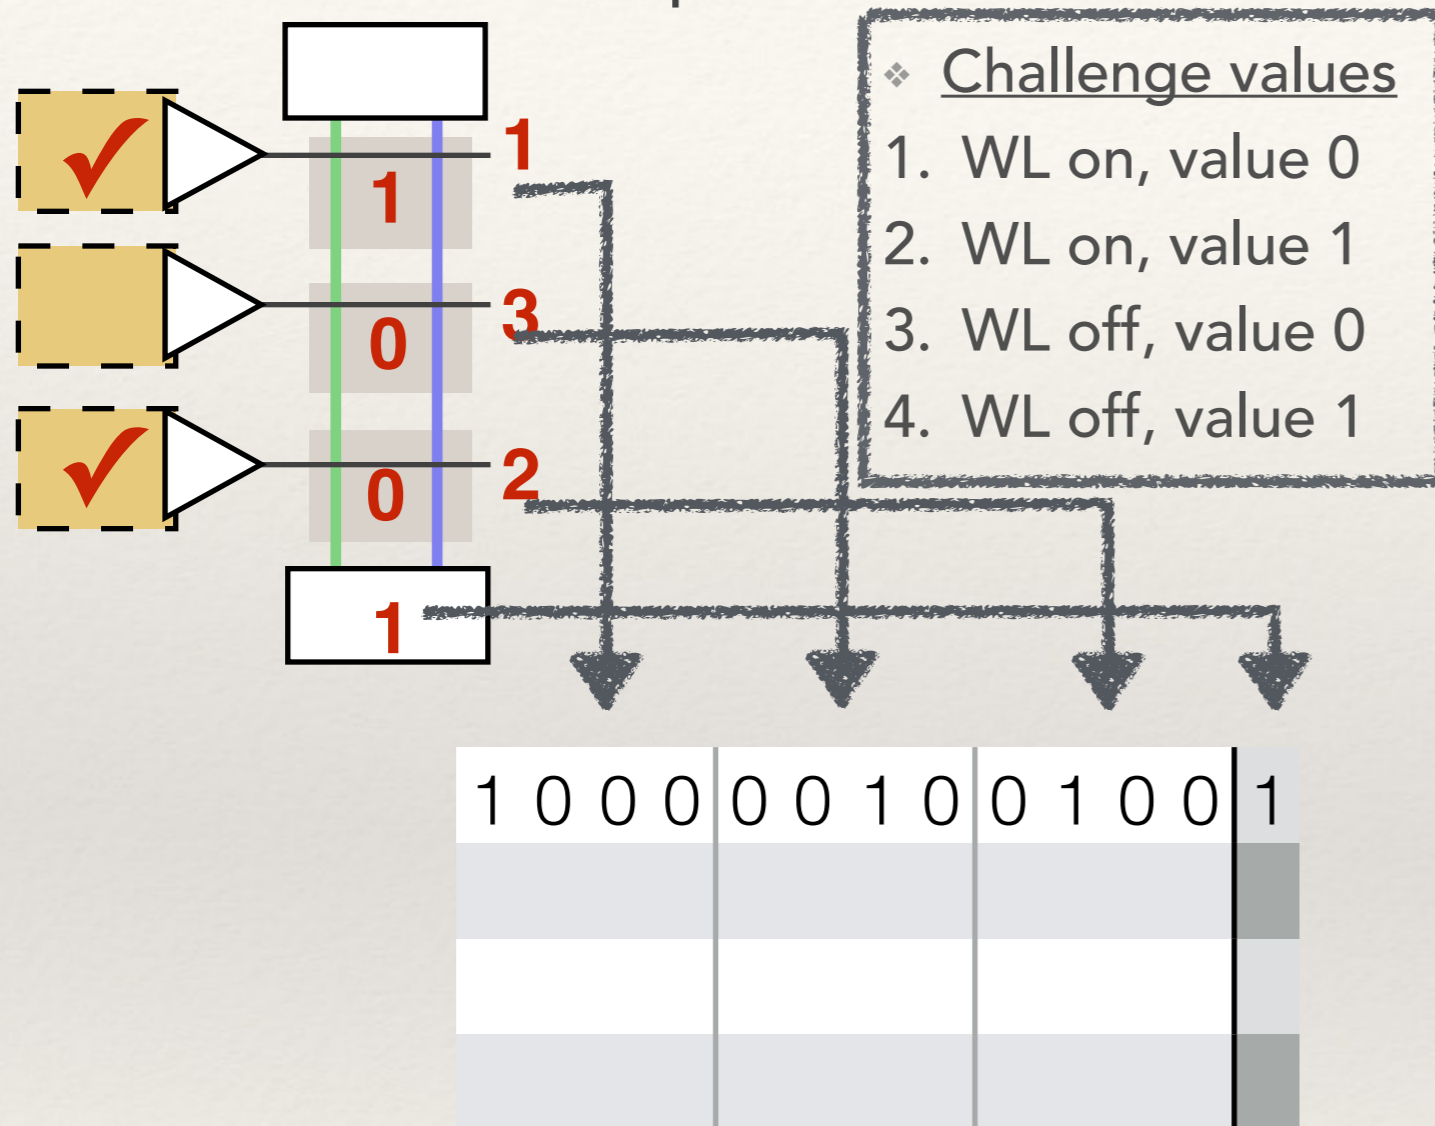 Challenge values
1. WL on, value 0
2. WL on, value 1
3. WL off, value 0
4. WL off, value 1
1
1
3
0
2
0
1
1 0 0 0 0 0 1 0 0 1 0 0 1